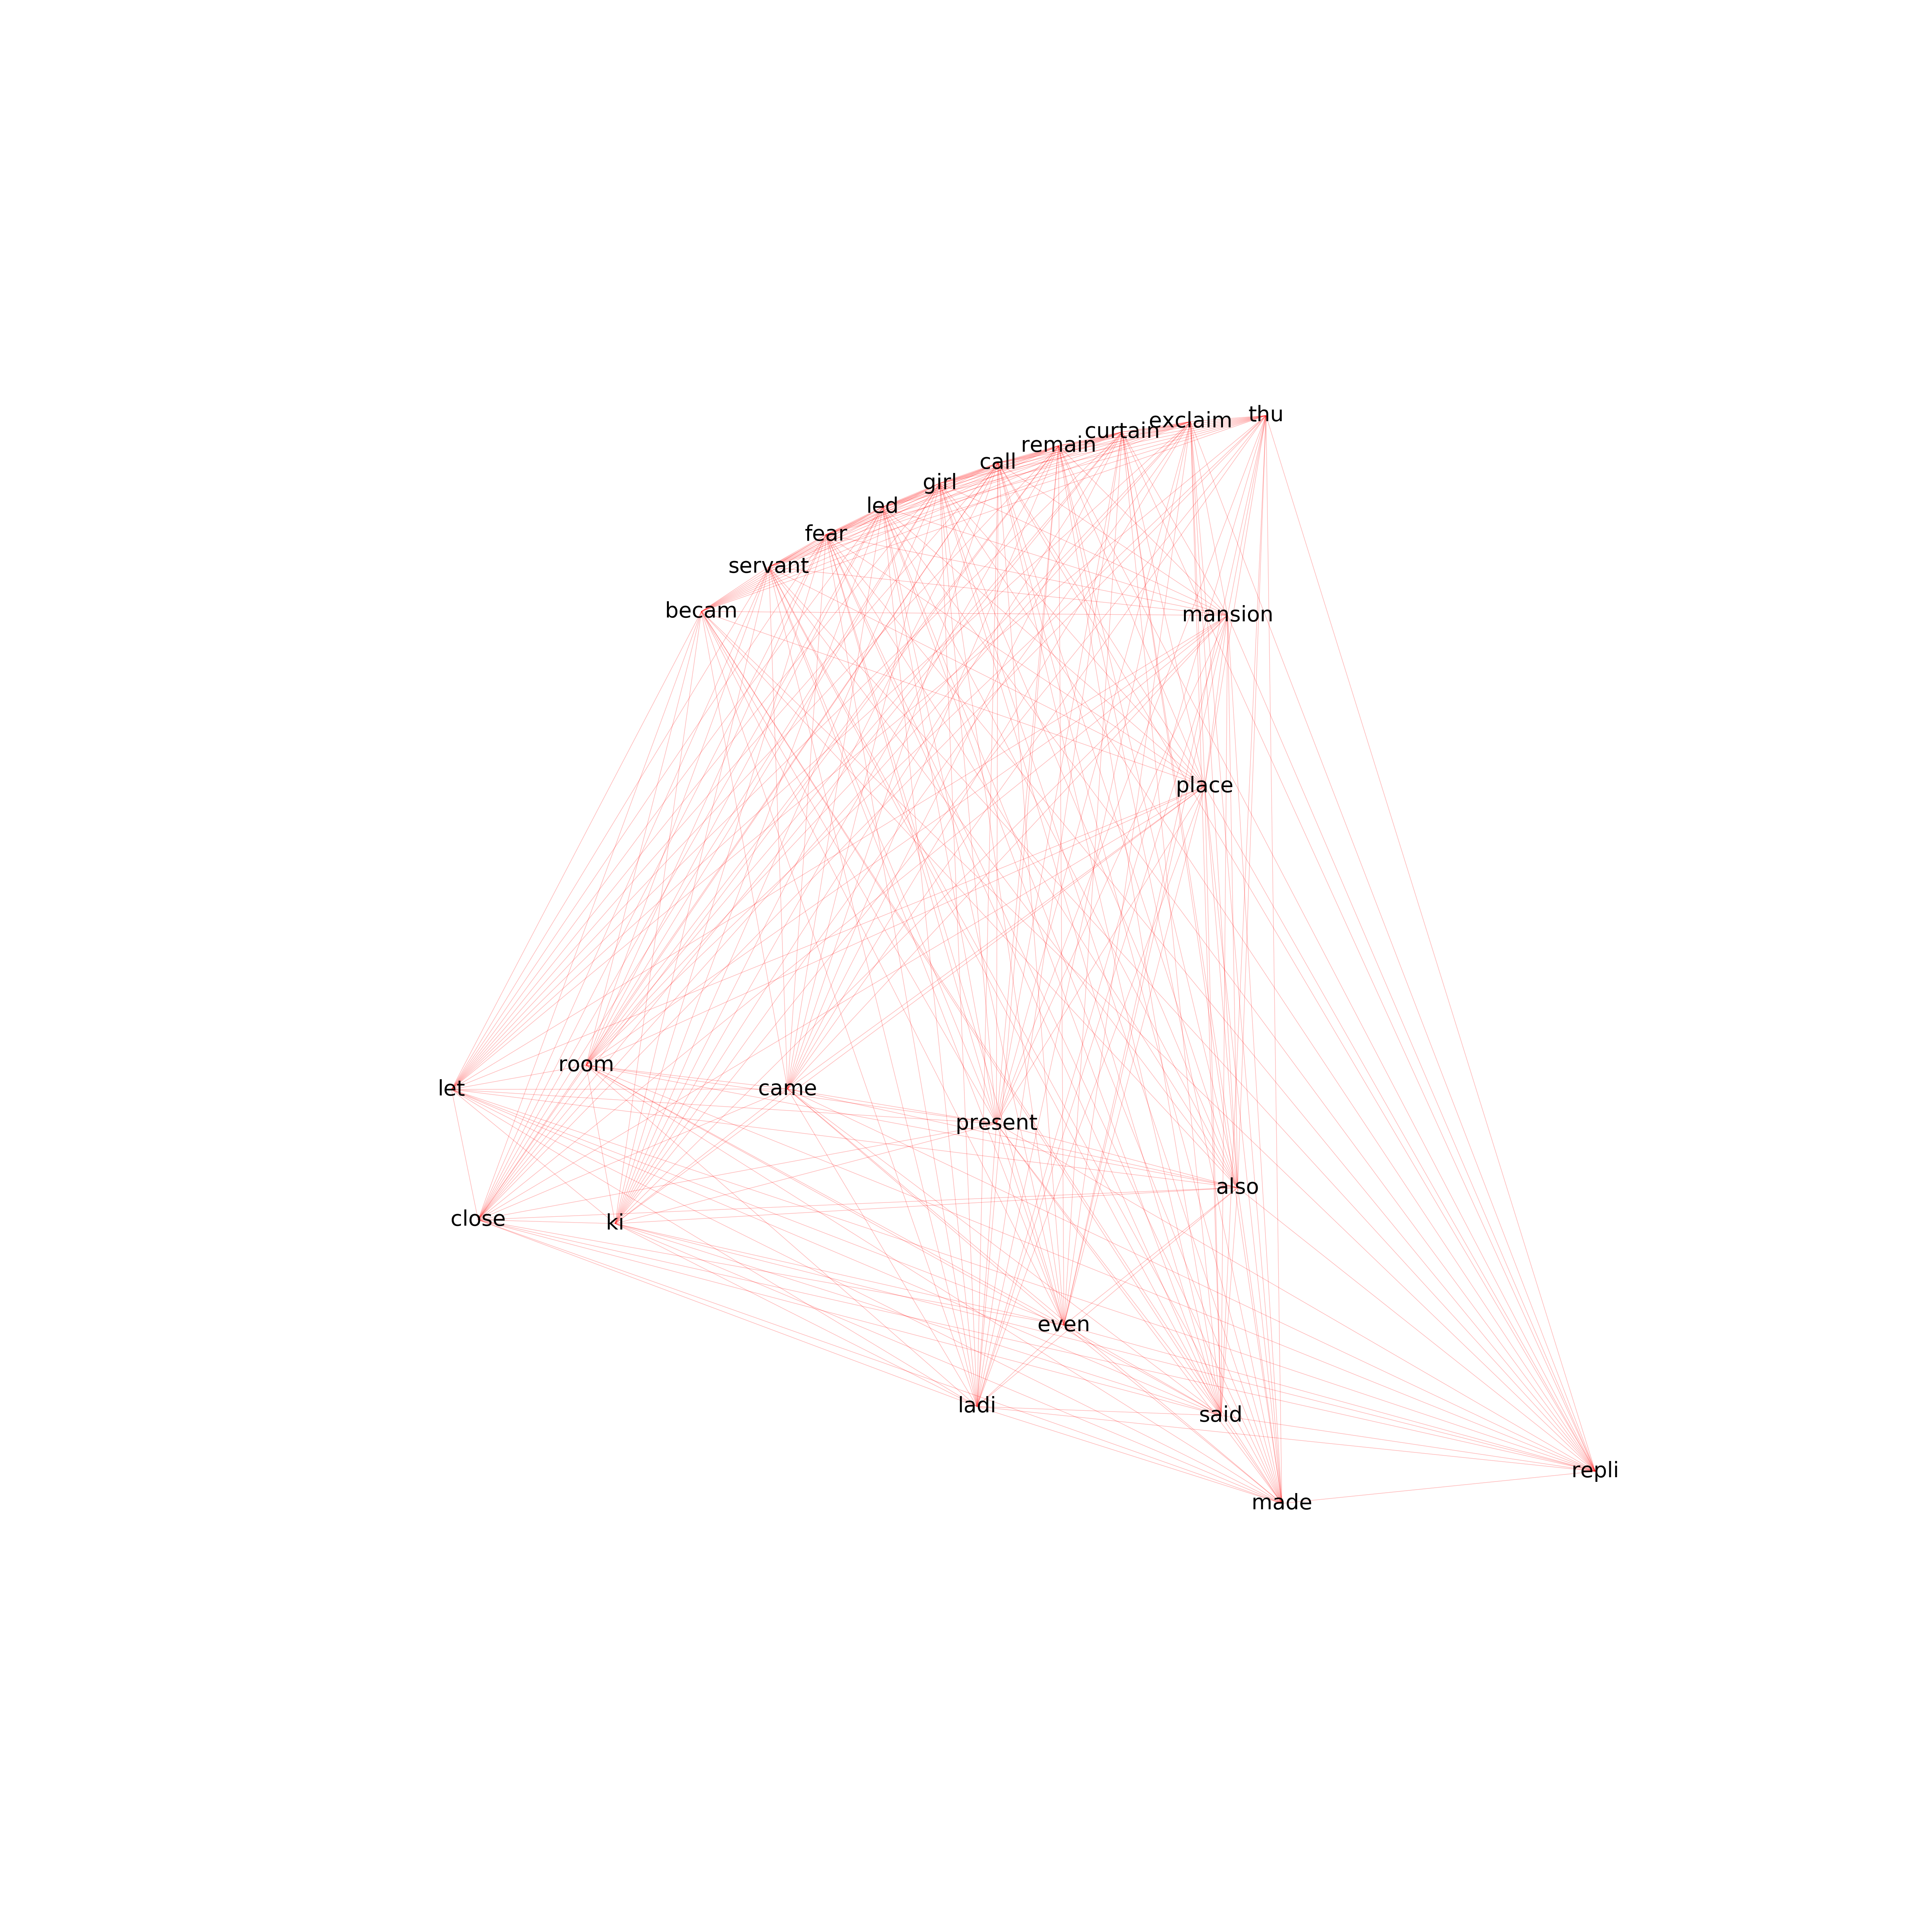 thu
exclaim
curtain
remain
call
girl
led
fear
servant
becam
mansion
place
room
let
came
present
also
close
ki
even
ladi
said
repli
made